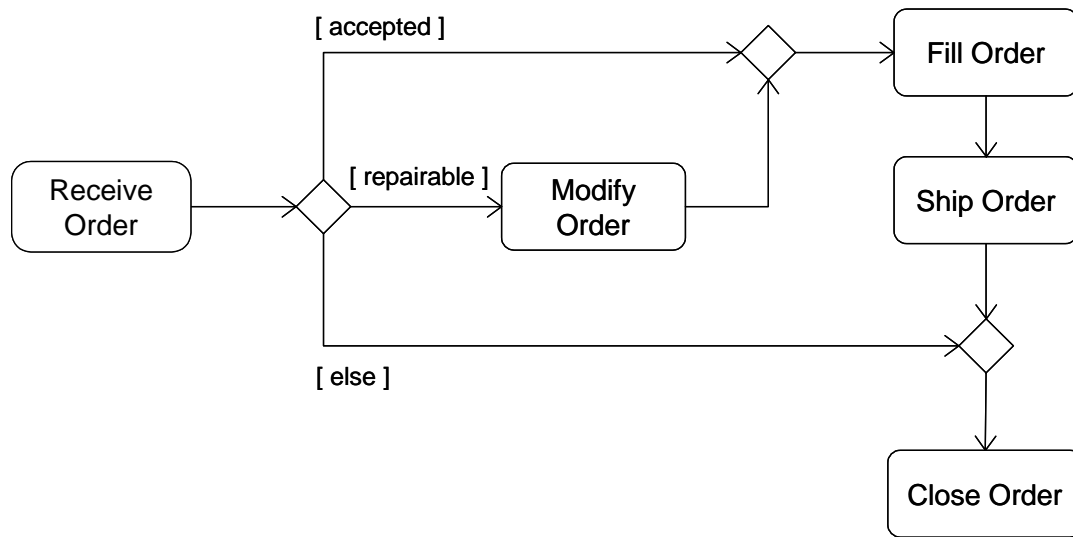 [ accepted ]
Fill Order
[ repairable ]
Receive
Order
Modify
Order
Ship Order
[ else ]
Close Order